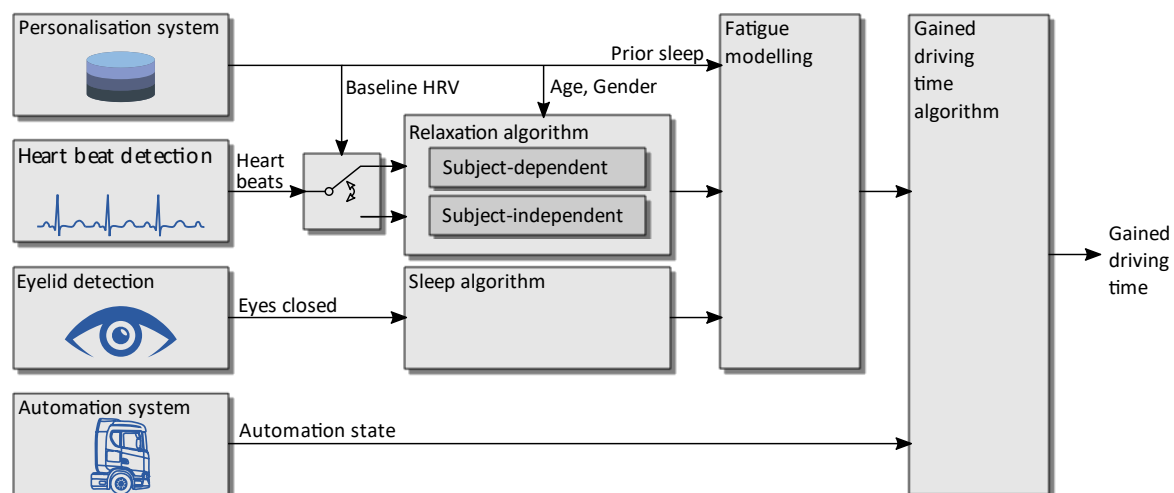 Personalisation system
Prior sleep
Baseline HRV
Age, Gender
Fatigue
modelling
Gained
driving
time
algorithm
Heart beat detection
Heart
beats
Relaxation algorithm
Subject-dependent
Subject-independent
Eyelid detection
Eyes closed
Sleep algorithm
Automation system
Automation state
Gained
driving
time